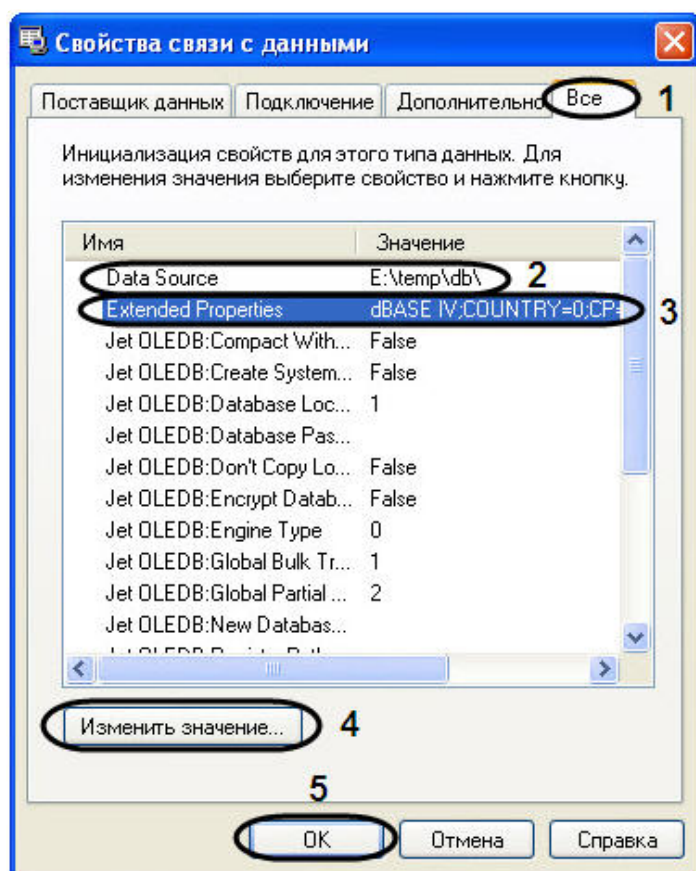 Свойства связи с данными
Поставщик данных Подключение Дополнительно Все 1
Инициализация свойств для этого типа данных. Для
изменения значения выберите свойство и нажмите кнопку.
Имя Значение
Data Source E:\temp\db\ 2
Extended Properties dBASE IV;COUNTRY=0;CP= 3
Jet OLEDB:Compact With... False
Jet OLEDB:Create System... False
Jet OLEDB:Database Loc... 1
Jet OLEDB:Database Pas...
Jet OLEDB:Don't Copy Lo... False
Jet OLEDB:Encrypt Datab... False
Jet OLEDB:Engine Type 0
Jet OLEDB:Global Bulk Tr... 1
Jet OLEDB:Global Partial ... 2
Jet OLEDB:New Databas...
Изменить значение... 4
5
OK Отмена Справка